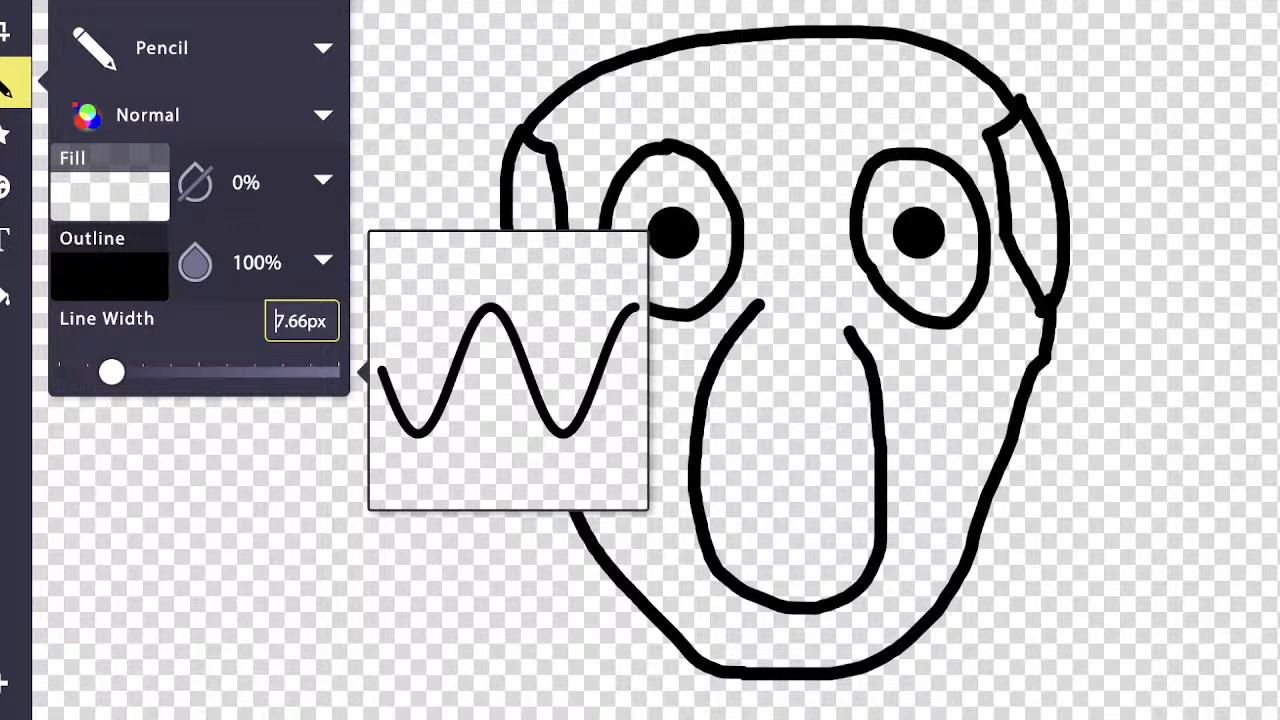 Pencil
Normal
Fill
0%
Outline
100%
Line Width
7.66px
T